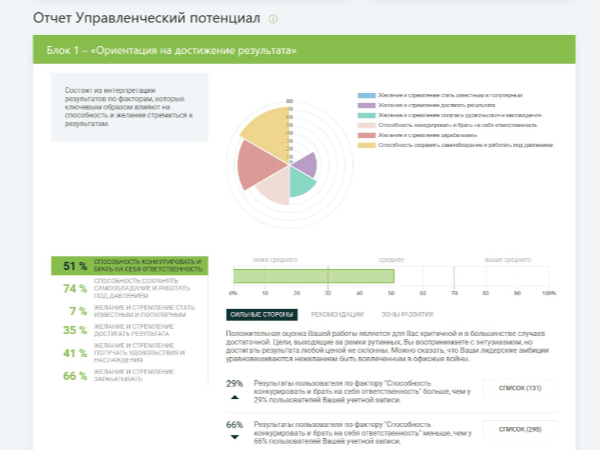 Отчет Управленческий потенциал
Блок 1 – «Ориентация на достижение результата»
Состоит из интерпретации
результатов по факторам, которые
ключевым образом влияют на
способность и желание стремиться к
результатам.
Желание и стремление стать известным и популярным
Желание и стремление достигать результата
Желание и стремление получать удовольствия и наслаждения
Способность конкурировать и брать на себя ответственность
Желание и стремление зарабатывать
Способность сохранять самообладание и работать под давлением
51 % СПОСОБНОСТЬ КОНКУРИРОВАТЬ И
БРАТЬ НА СЕБЯ ОТВЕТСТВЕННОСТЬ
74 % СПОСОБНОСТЬ СОХРАНЯТЬ
САМООБЛАДАНИЕ И РАБОТАТЬ
ПОД ДАВЛЕНИЕМ
7 % ЖЕЛАНИЕ И СТРЕМЛЕНИЕ СТАТЬ
ИЗВЕСТНЫМ И ПОПУЛЯРНЫМ
35 % ЖЕЛАНИЕ И СТРЕМЛЕНИЕ
ДОСТИГАТЬ РЕЗУЛЬТАТА
41 % ЖЕЛАНИЕ И СТРЕМЛЕНИЕ
ПОЛУЧАТЬ УДОВОЛЬСТВИЯ И
НАСЛАЖДЕНИЯ
66 % ЖЕЛАНИЕ И СТРЕМЛЕНИЕ
ЗАРАБАТЫВАТЬ
ниже среднего среднее выше среднего
0% 10 20 30 40 50 60 70 80 90 100%
СИЛЬНЫЕ СТОРОНЫ РЕКОМЕНДАЦИИ ЗОНЫ РАЗВИТИЯ
Положительная оценка Вашей работы является для Вас критичной и в большинстве случаев
достаточной. Цели, выходящие за рамки рутинных, Вы воспринимаете с энтузиазмом, но
достигать результата любой ценой не склонны. Можно сказать, что Ваши лидерские амбиции
уравновешиваются нежеланием быть вовлеченным в офисные войны.
29% Результаты пользователя по фактору "Способность
конкурировать и брать на себя ответственность" больше, чем у
29% пользователей Вашей учетной записи.
СПИСОК (131)
66% Результаты пользователя по фактору "Способность
конкурировать и брать на себя ответственность" меньше, чем у
66% пользователей Вашей учетной записи.
СПИСОК (296)